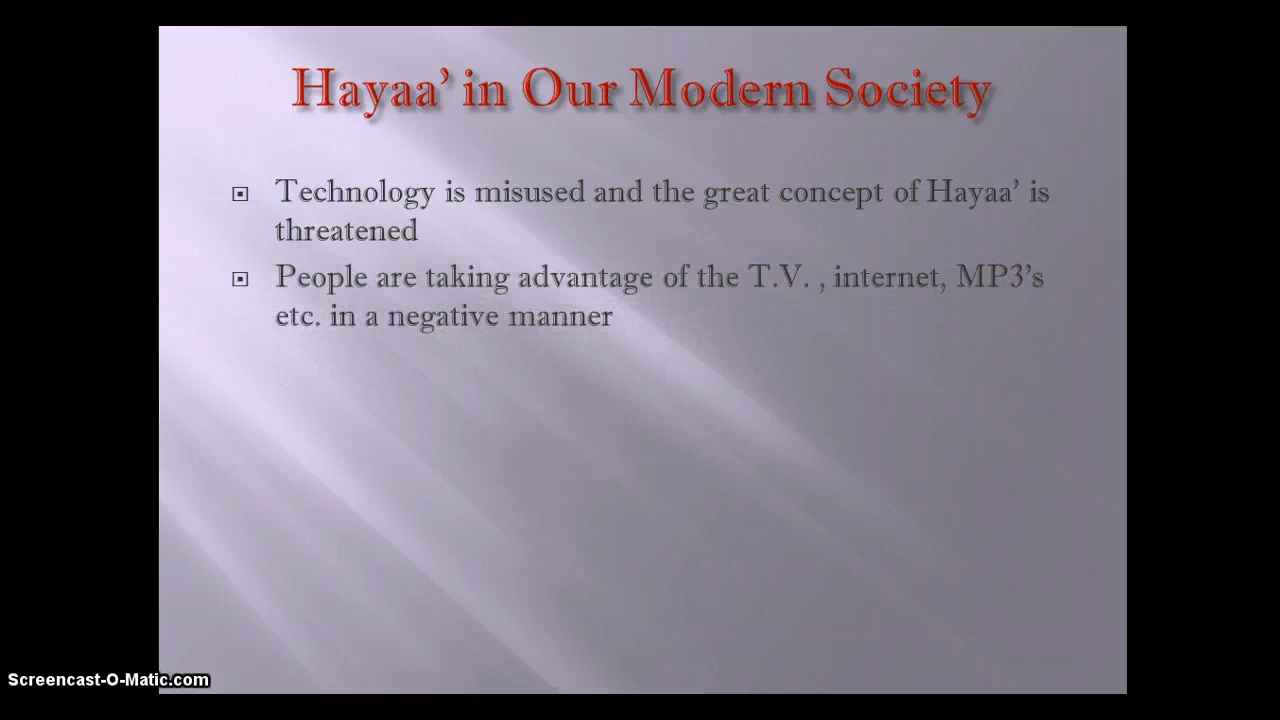 Hayaa’ in Our Modern Society
Technology is misused and the great concept of Hayaa’ is
threatened
People are taking advantage of the T.V. , internet, MP3’s
etc. in a negative manner
Screencast-O-Matic.com